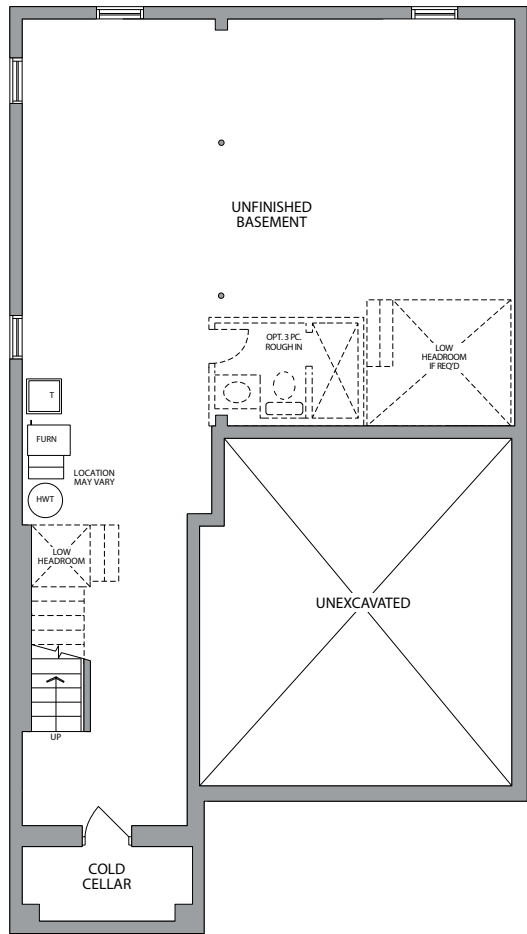 UNFINISHED
BASEMENT
OPT. 3 PC.
ROUGH IN
LOW
HEADROOM
IF REQ'D
T
FURN
LOCATION
MAY VARY
HWT
LOW
HEADROOM
UNEXCAVATED
UP
COLD
CELLAR